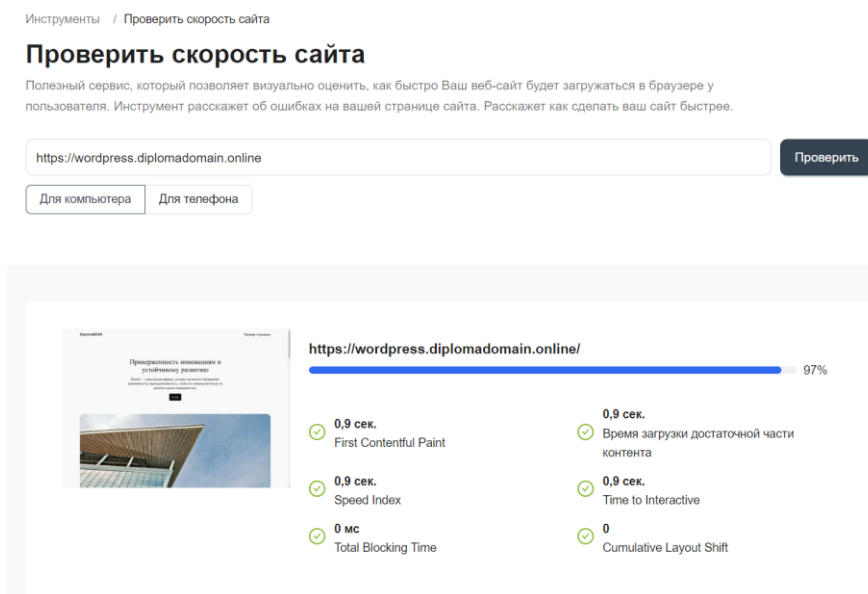 Инструменты / Проверить скорость сайта
Проверить скорость сайта
Полезный сервис, который позволяет визуально оценить, как быстро Ваш веб-сайт будет загружаться в браузере у
пользователя. Инструмент расскажет об ошибках на вашей странице сайта. Расскажет как сделать ваш сайт быстрее.
https://wordpress.diplomadomain.online
Проверить
Для компьютера
Для телефона
Приверженность инновациям и
устойчивому развитию
https://wordpress.diplomadomain.online/
97%
0,9 сек.
First Contentful Paint
0,9 сек.
Время загрузки достаточной части
контента
0,9 сек.
Speed Index
0,9 сек.
Time to Interactive
0 мс
Total Blocking Time
0
Cumulative Layout Shift